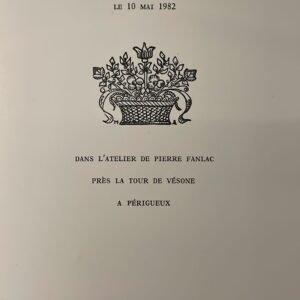 LE 10 MAI 1982
DANS L'ATELIER DE PIERRE FANLAC
PRÈS LA TOUR DE VÉSONE
A PÉRIGUEUX